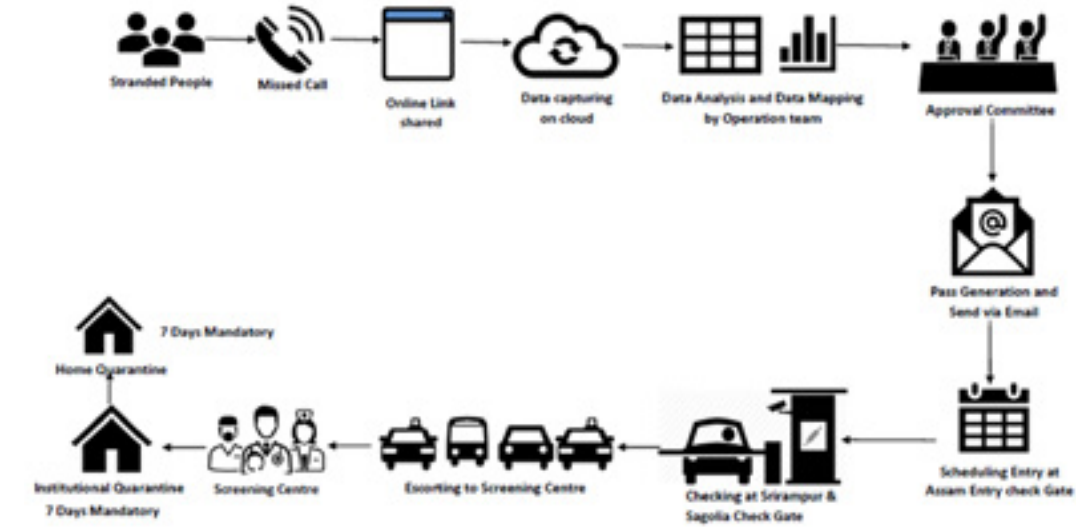 Stranded People
Missed Call
Online Link
shared
Data capturing
on cloud
Data Analysis and Data Mapping
by Operation team
Approval Committee
@
Pass Generation and
Send via Email
Scheduling Entry at
Assam Entry check Gate
Checking at Srirampur &
Sagolia Check Gate
Escorting to Screening Centre
Screening Centre
Institutional Quarantine
7 Days Mandatory
Home Quarantine
7 Days Mandatory